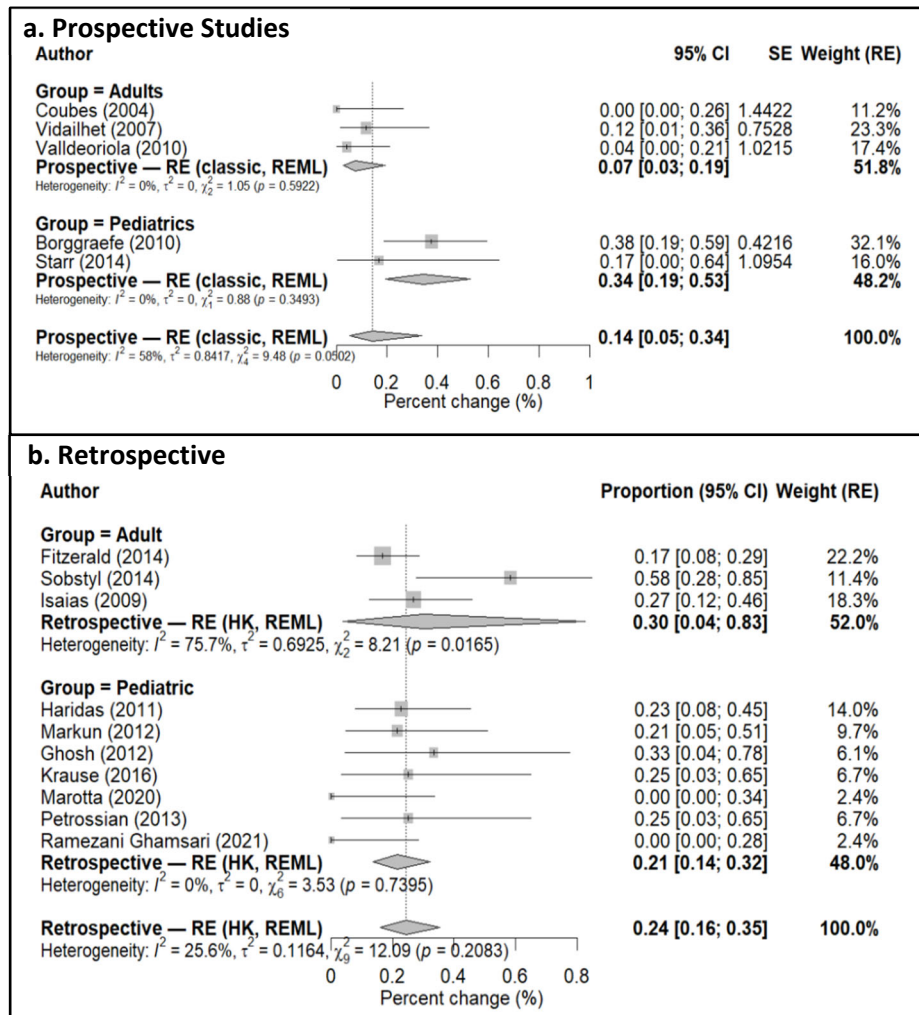 a. Prospective Studies
Author 95% CI SE Weight (RE)
Group = Adults
Coubes (2004) 0.00 [0.00; 0.26] 1.4422 11.2%
Vidailhet (2007) 0.12 [0.01; 0.36] 0.7528 23.3%
Valldeoriola (2010) 0.04 [0.00; 0.21] 1.0215 17.4%
Prospective — RE (classic, REML) 0.07 [0.03; 0.19] 51.8%
Heterogeneity: I² = 0%, τ² = 0, χ²₂ = 1.05 (p = 0.5922)
Group = Pediatrics
Borggraefe (2010) 0.38 [0.19; 0.59] 0.4216 32.1%
Starr (2014) 0.17 [0.00; 0.64] 1.0954 16.0%
Prospective — RE (classic, REML) 0.34 [0.19; 0.53] 48.2%
Heterogeneity: I² = 0%, τ² = 0, χ²₁ = 0.88 (p = 0.3493)
Prospective — RE (classic, REML) 0.14 [0.05; 0.34] 100.0%
Heterogeneity: I² = 58%, τ² = 0.8417, χ²₄ = 9.48 (p = 0.0502)
0 0.2 0.4 0.6 0.8 1
Percent change (%)
b. Retrospective
Author Proportion (95% CI) Weight (RE)
Group = Adult
Fitzerald (2014) 0.17 [0.08; 0.29] 22.2%
Sobstyl (2014) 0.58 [0.28; 0.85] 11.4%
Isaias (2009) 0.27 [0.12; 0.46] 18.3%
Retrospective — RE (HK, REML) 0.30 [0.04; 0.83] 52.0%
Heterogeneity: I² = 75.7%, τ² = 0.6925, χ²₂ = 8.21 (p = 0.0165)
Group = Pediatric
Haridas (2011) 0.23 [0.08; 0.45] 14.0%
Markun (2012) 0.21 [0.05; 0.51] 9.7%
Ghosh (2012) 0.33 [0.04; 0.78] 6.1%
Krause (2016) 0.25 [0.03; 0.65] 6.7%
Marotta (2020) 0.00 [0.00; 0.34] 2.4%
Petrossian (2013) 0.25 [0.03; 0.65] 6.7%
Ramezani Ghamsari (2021) 0.00 [0.00; 0.28] 2.4%
Retrospective — RE (HK, REML) 0.21 [0.14; 0.32] 48.0%
Heterogeneity: I² = 0%, τ² = 0, χ²₆ = 3.53 (p = 0.7395)
Retrospective — RE (HK, REML) 0.24 [0.16; 0.35] 100.0%
Heterogeneity: I² = 25.6%, τ² = 0.1164, χ²₉ = 12.09 (p = 0.2083)
0 0.2 0.4 0.6 0.8
Percent change (%)